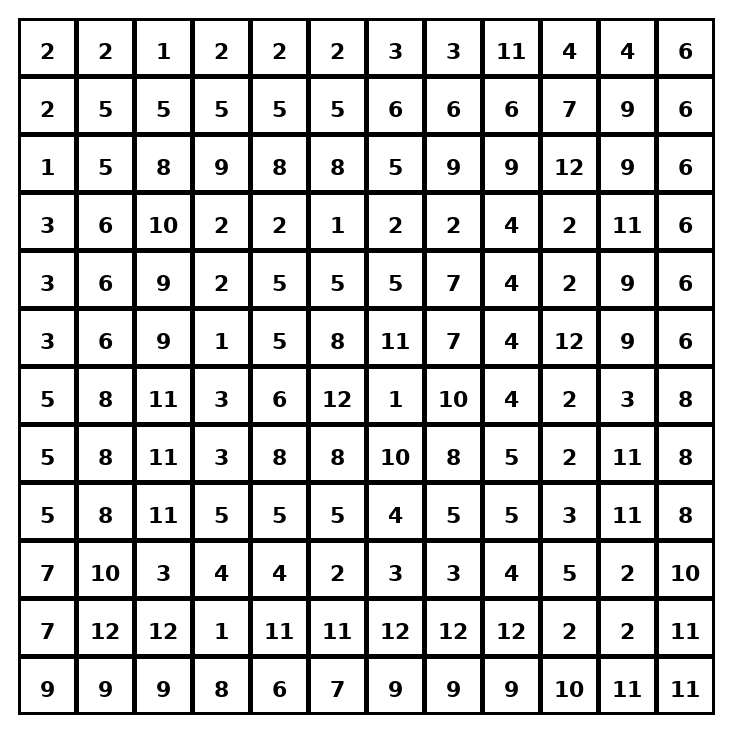 2 2 1 2 2 2 3 3 11 4 4 6
2 5 5 5 5 5 6 6 6 7 9 6
1 5 8 9 8 8 5 9 9 12 9 6
3 6 10 2 2 1 2 2 4 2 11 6
3 6 9 2 5 5 5 7 4 2 9 6
3 6 9 1 5 8 11 7 4 12 9 6
5 8 11 3 6 12 1 10 4 2 3 8
5 8 11 3 8 8 10 8 5 2 11 8
5 8 11 5 5 5 4 5 5 3 11 8
7 10 3 4 4 2 3 3 4 5 2 10
7 12 12 1 11 11 12 12 12 2 2 11
9 9 9 8 6 7 9 9 9 10 11 11